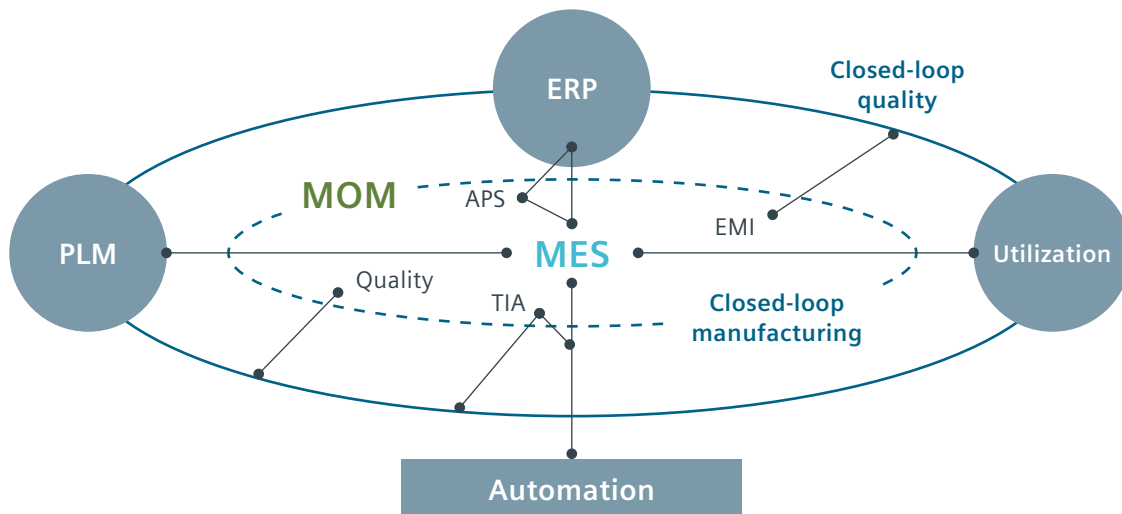 ERP
Closed-loop
quality
MOM
APS
EMI
PLM
MES
Utilization
Quality
TIA
Closed-loop
manufacturing
Automation